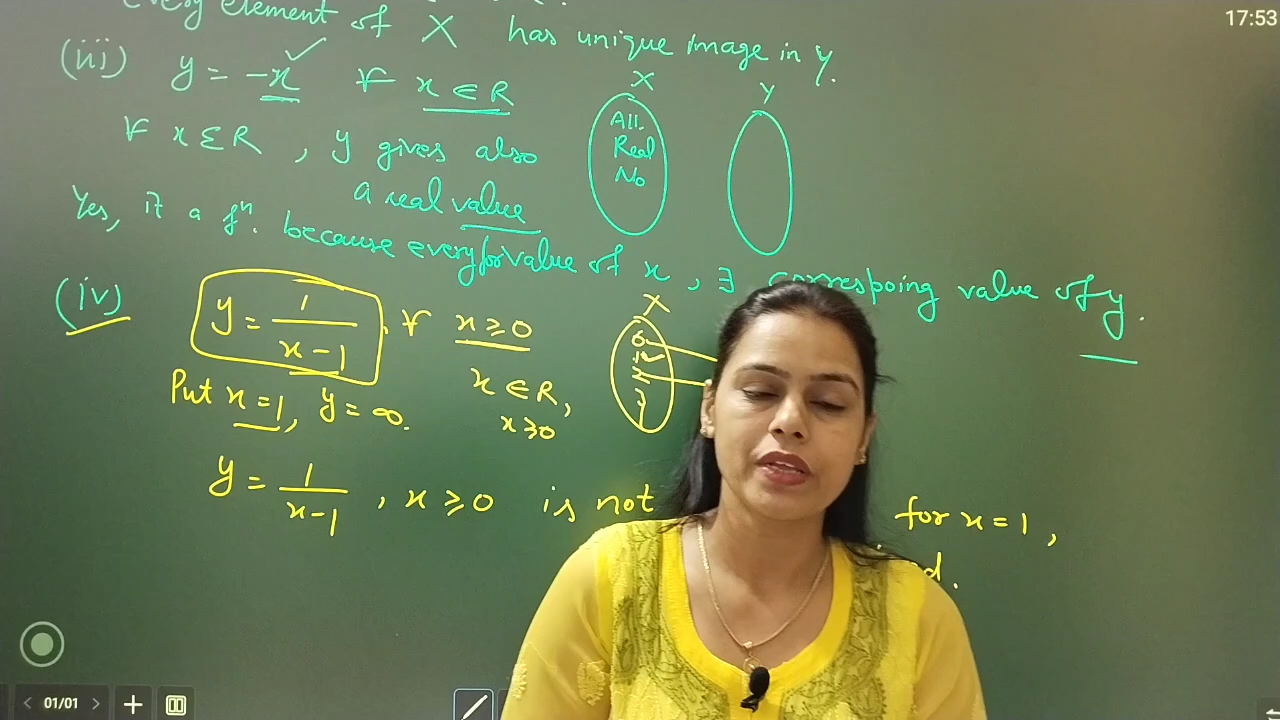 17:53
every element of X has unique image in Y.
(iii) y = -x ✓ ∀ x ∈ R
X Y
All
Real
No
∀ x Σ R , y gives also
a real value
Yes, it a fⁿ. because every for value of x , ∃ correspoing value of y.
(iv) y = 1/(x-1) , ∀ x ≥ 0
X
Put x = 1, y = ∞.
x ∈ R,
x ≥ 0
y = 1/(x-1) , x ≥ 0 is not for x = 1 ,
d.
01/01